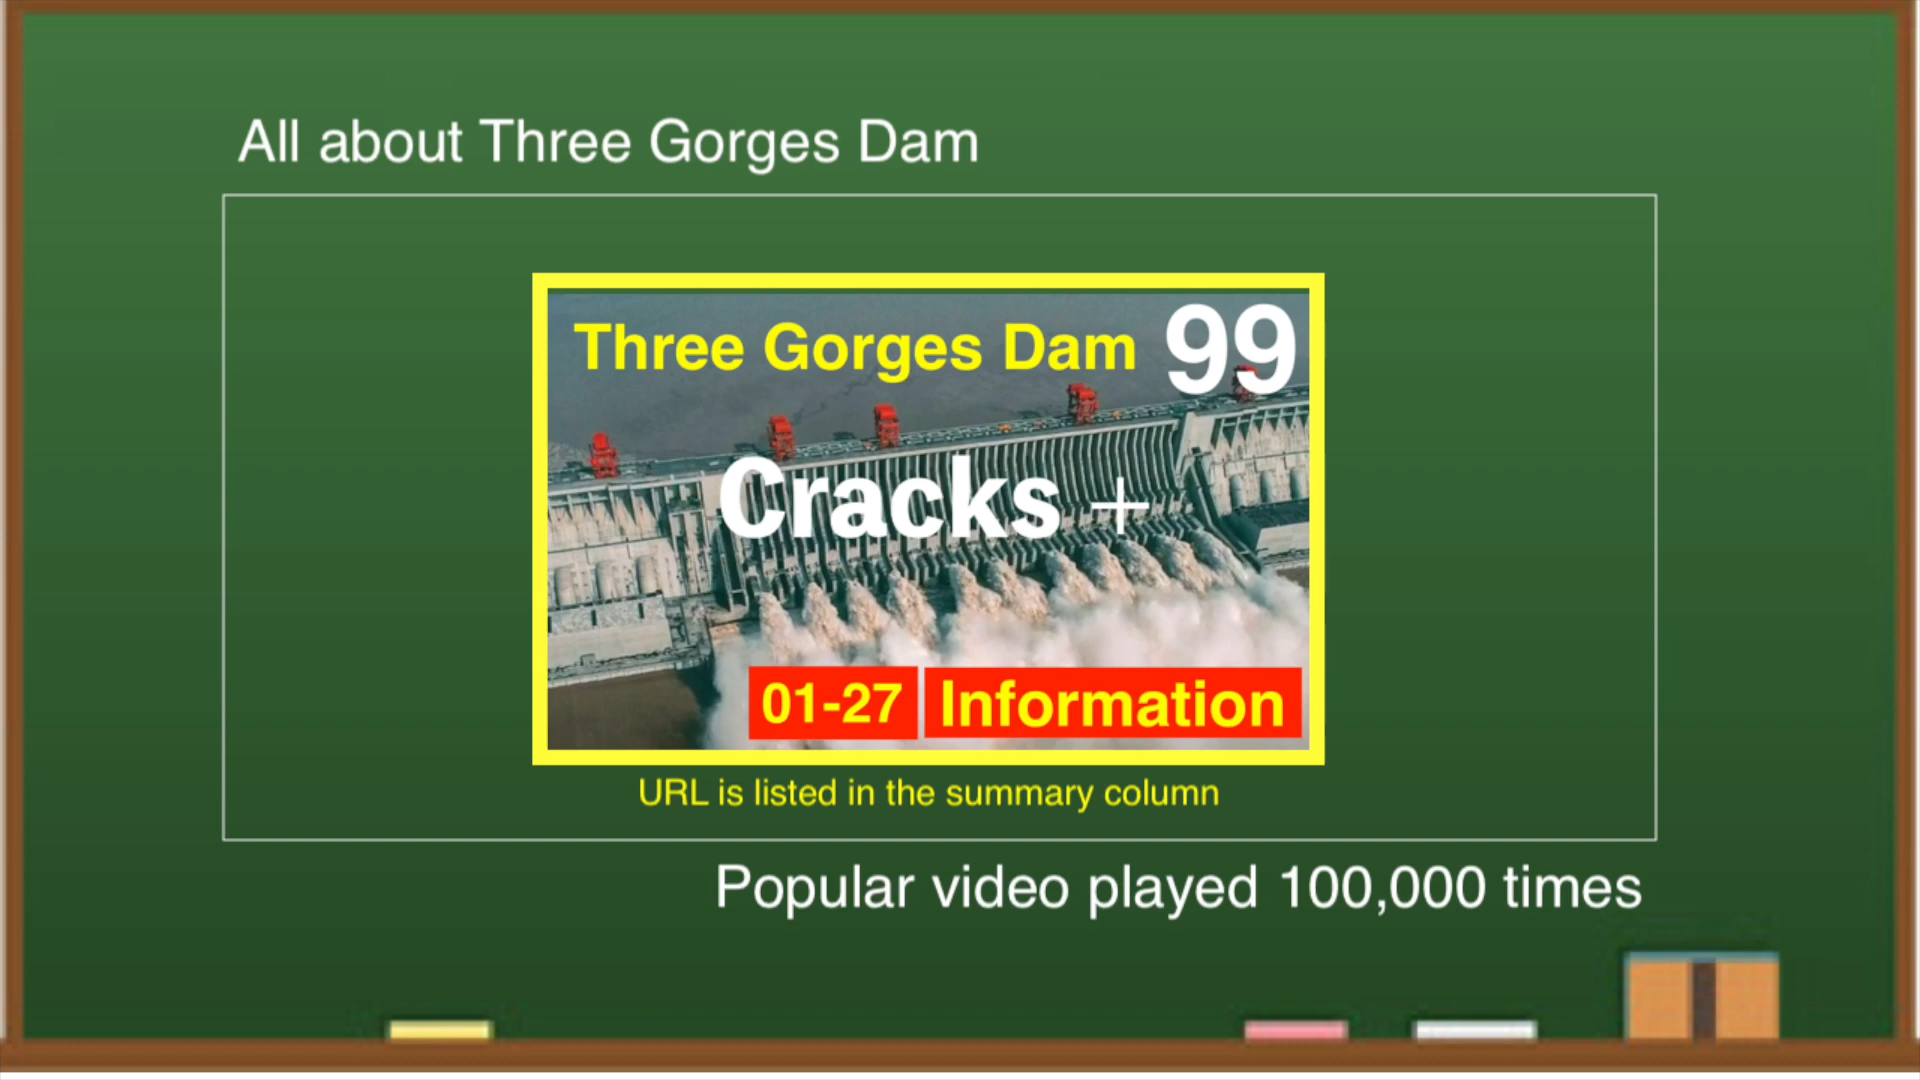 All about Three Gorges Dam
Three Gorges Dam 99
Cracks +
01-27 Information
URL is listed in the summary column
Popular video played 100,000 times